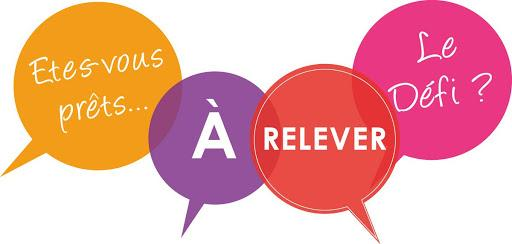 Etes-vous
prêts...
À
RELEVER
Le
Défi ?